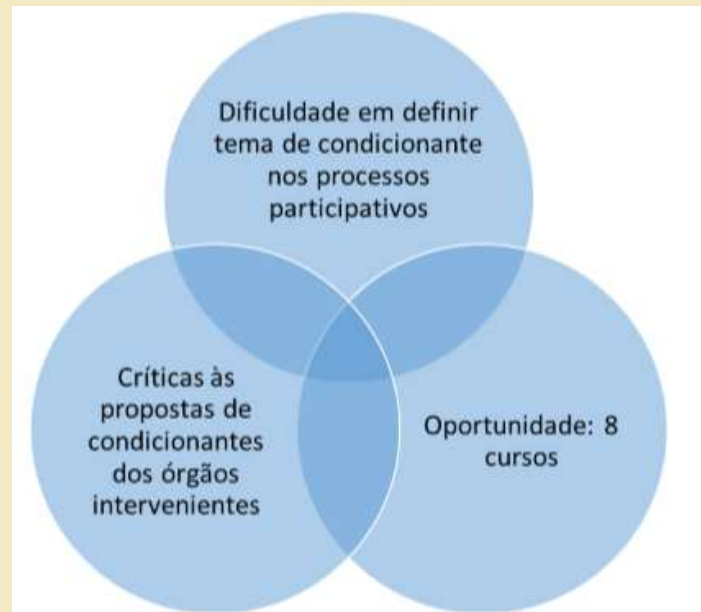 Dificuldade em definir
tema de condicionante
nos processos
participativos
Críticas às
propostas de
condicionantes
dos órgãos
intervenientes
Oportunidade: 8
cursos